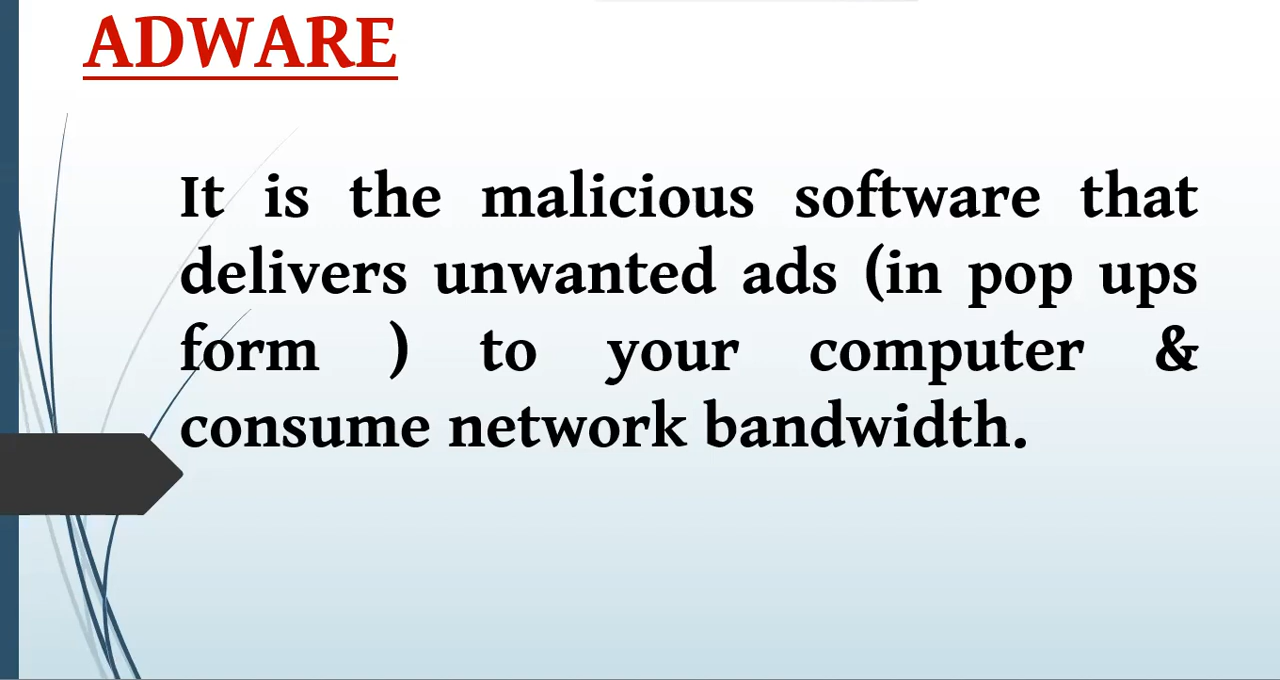 ADWARE
It is the malicious software that
delivers unwanted ads (in pop ups
form ) to your computer &
consume network bandwidth.